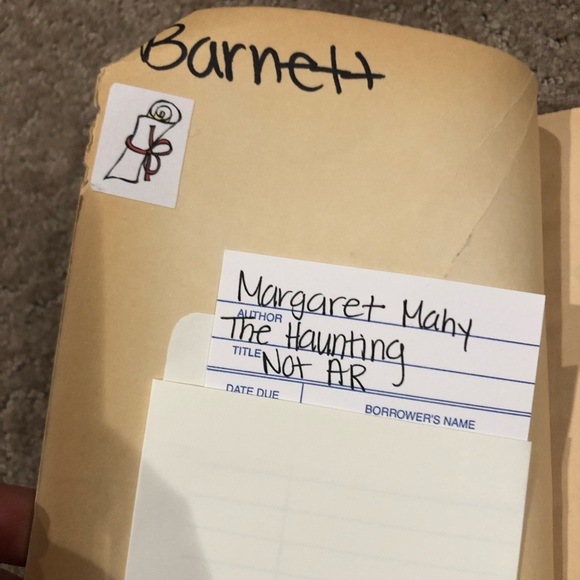 Barnett
Margaret Mahy
AUTHOR
The Haunting
TITLE
Not AR
DATE DUE
BORROWER'S NAME